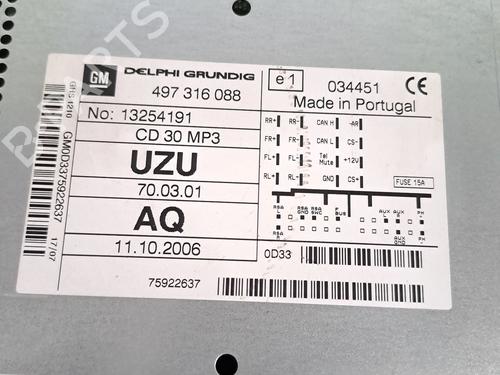 GM DELPHI GRUNDIG
497 316 088
e1 034451 CE
Made in Portugal
No: 13254191
CD 30 MP3
UZU
70.03.01
AQ
11.10.2006
75922637
GM0D3375922637 17/07
RR+ RR- CAN H -AR
FR+ FR- CAN L CS-
FL+ FL- Tel Mute +12V
RL+ RL- GND CS+
FUSE 15A
RSA L RSA GND RSA SWC F BUS AUX L AUX R PH
RSA R AUX GND PH
0D33
B-PARTS